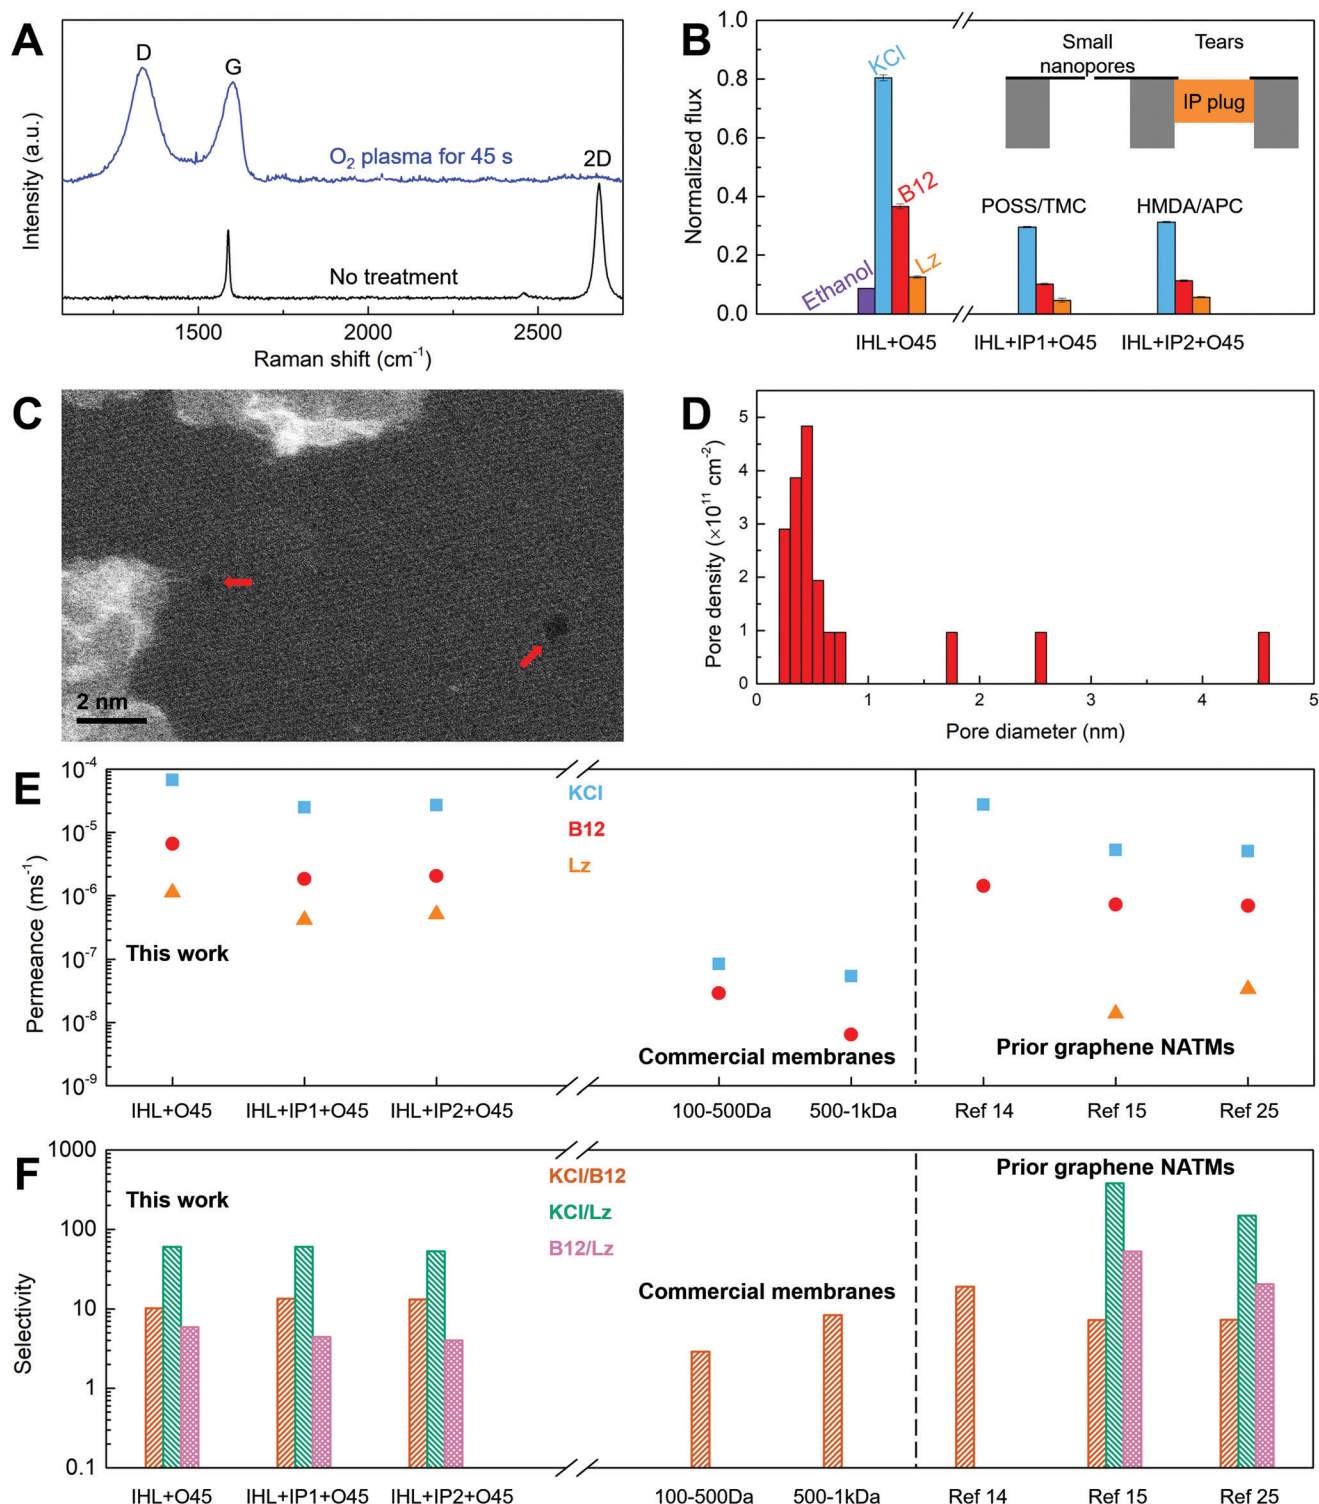 A
D
G
2D
O₂ plasma for 45 s
No treatment
Intensity (a.u.)
1500
2000
2500
Raman shift (cm⁻¹)
B
Normalized flux
0.0
0.2
0.4
0.6
0.8
1.0
Ethanol
KCl
B12
Lz
Small
nanopores
Tears
IP plug
POSS/TMC
HMDA/APC
IHL+O45
IHL+IP1+O45
IHL+IP2+O45
C
2 nm
D
Pore density (×10¹¹ cm⁻²)
0
1
2
3
4
5
0
1
2
3
4
5
Pore diameter (nm)
E
Permeance (ms⁻¹)
10⁻⁴
10⁻⁵
10⁻⁶
10⁻⁷
10⁻⁸
10⁻⁹
KCl
B12
Lz
This work
Commercial membranes
Prior graphene NATMs
IHL+O45
IHL+IP1+O45
IHL+IP2+O45
100-500Da
500-1kDa
Ref 14
Ref 15
Ref 25
F
Selectivity
1000
100
10
1
0.1
This work
KCl/B12
KCl/Lz
B12/Lz
Commercial membranes
Prior graphene NATMs
IHL+O45
IHL+IP1+O45
IHL+IP2+O45
100-500Da
500-1kDa
Ref 14
Ref 15
Ref 25